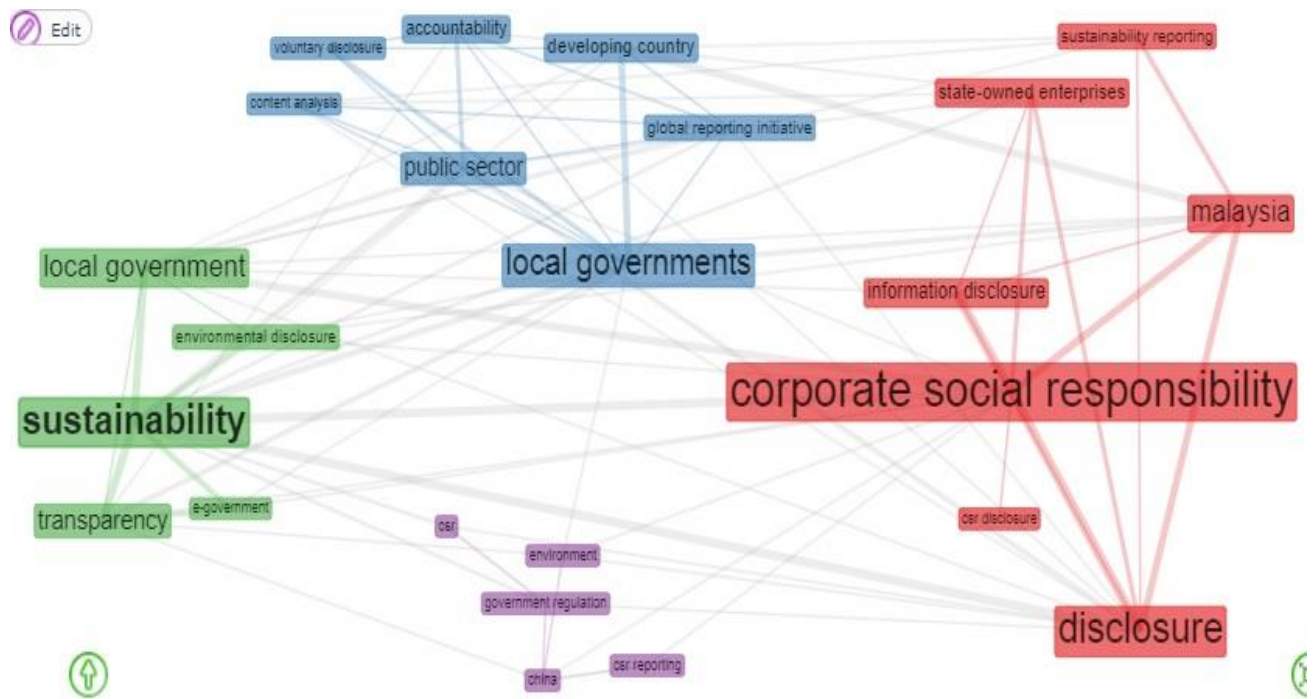 Edit
accountability
voluntary disclosure
developing country
sustainability reporting
content analysis
state-owned enterprises
global reporting initiative
public sector
malaysia
local government
local governments
information disclosure
environmental disclosure
corporate social responsibility
sustainability
transparency
e-government
csr
csr disclosure
environment
government regulation
disclosure
china
csr reporting